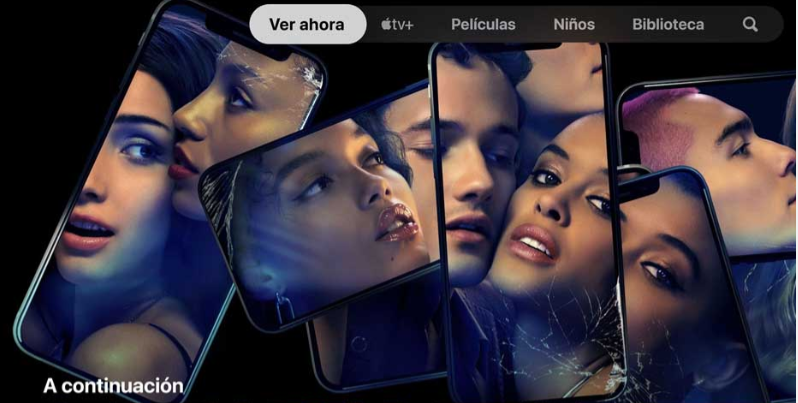 Ver ahora tv+ Películas Niños Biblioteca
A continuación